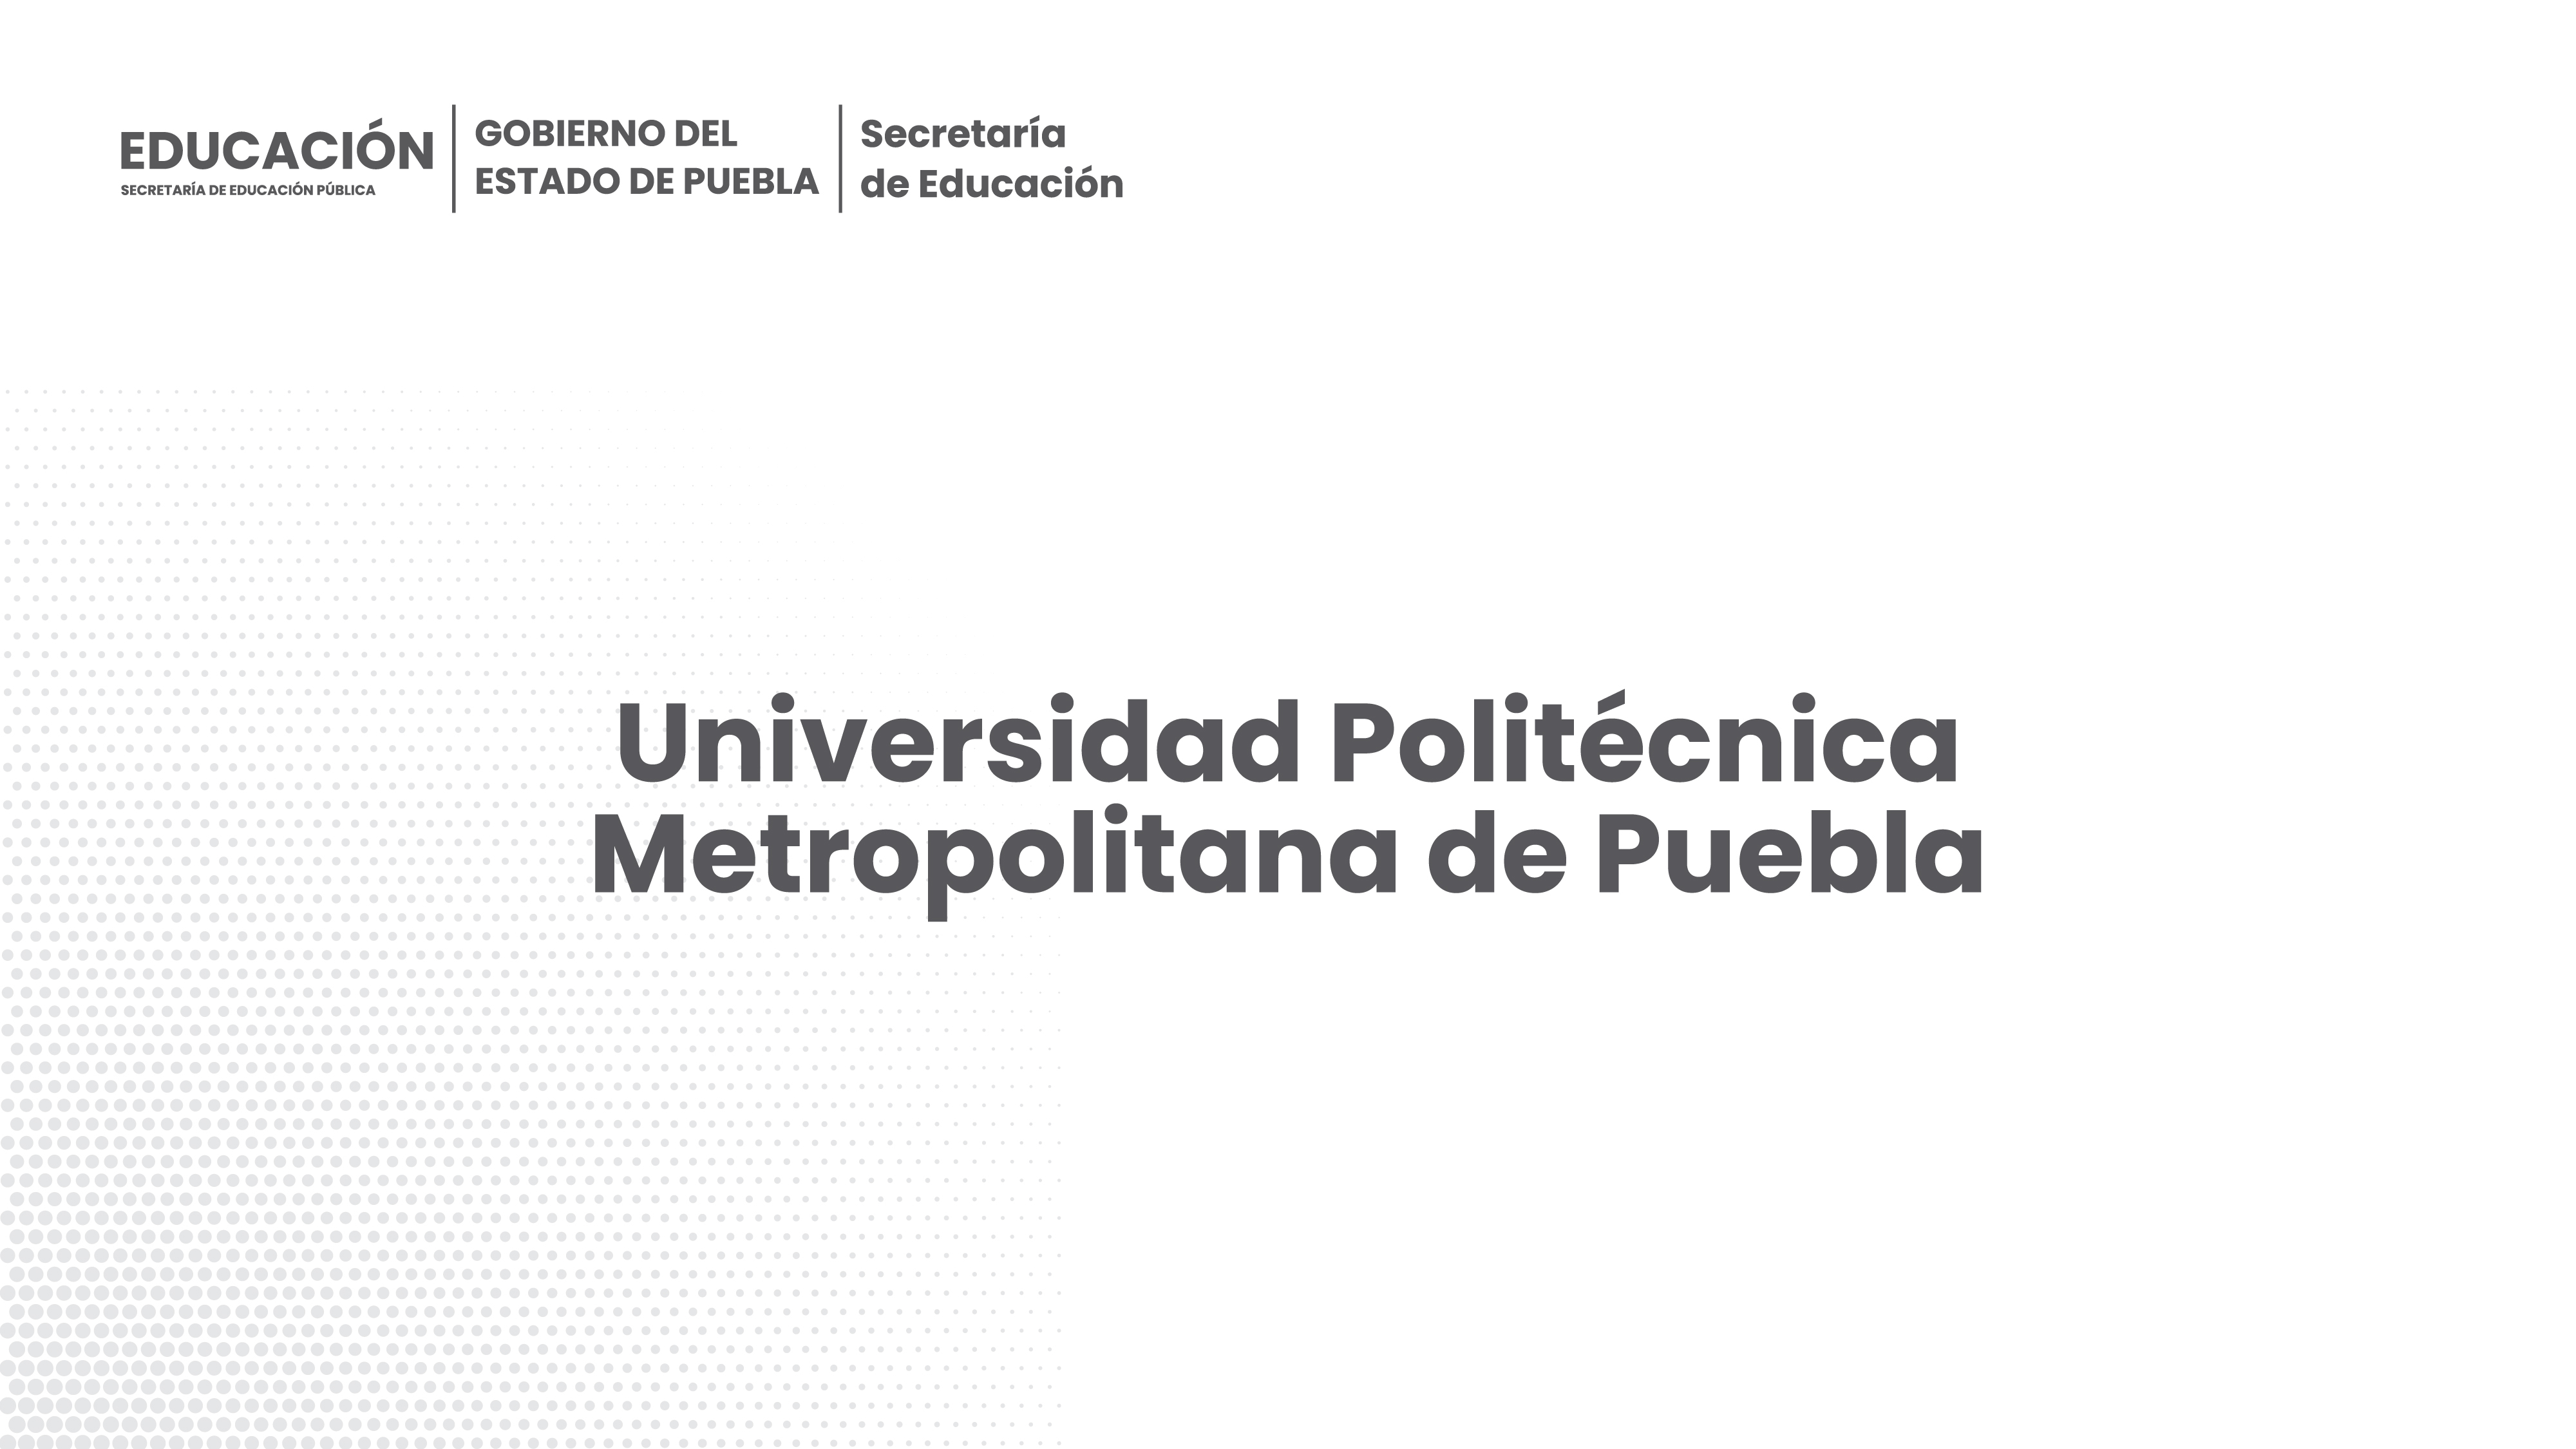 EDUCACIÓN
SECRETARÍA DE EDUCACIÓN PÚBLICA
GOBIERNO DEL
ESTADO DE PUEBLA
Secretaría
de Educación
Universidad Politécnica
Metropolitana de Puebla